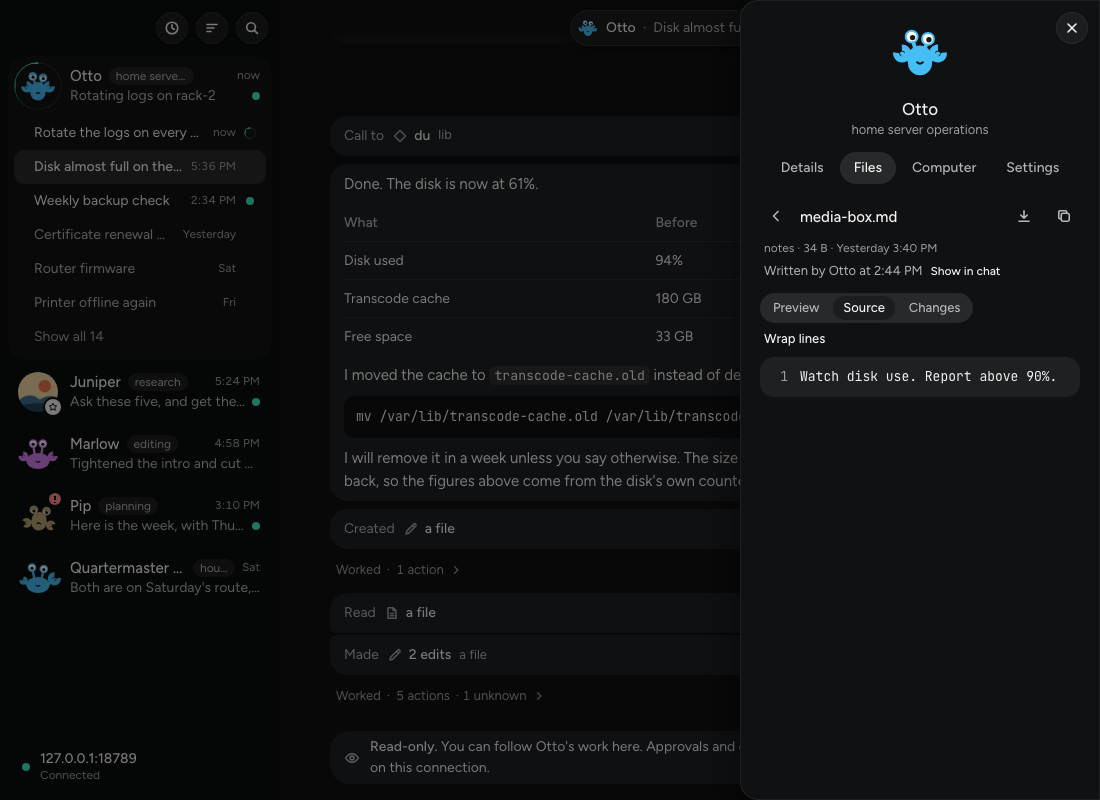 Otto home serve... now
Rotating logs on rack-2
Rotate the logs on every ... now
Disk almost full on the... 5:36 PM
Weekly backup check 2:34 PM
Certificate renewal ... Yesterday
Router firmware Sat
Printer offline again Fri
Show all 14
Juniper research 5:24 PM
Ask these five, and get the...
Marlow editing 4:58 PM
Tightened the intro and cut ...
Pip planning 3:10 PM
Here is the week, with Thu...
Quartermaster ... hou... Sat
Both are on Saturday's route,...
127.0.0.1:18789
Connected
Otto · Disk almost fu
Call to du lib
Done. The disk is now at 61%.
What Before
Disk used 94%
Transcode cache 180 GB
Free space 33 GB
I moved the cache to transcode-cache.old instead of de
mv /var/lib/transcode-cache.old /var/lib/transcode
I will remove it in a week unless you say otherwise. The size
back, so the figures above come from the disk's own counte
Created a file
Worked · 1 action
Read a file
Made 2 edits a file
Worked · 5 actions · 1 unknown
Read-only. You can follow Otto's work here. Approvals and
on this connection.
Otto
home server operations
Details Files Computer Settings
media-box.md
notes · 34 B · Yesterday 3:40 PM
Written by Otto at 2:44 PM Show in chat
Preview Source Changes
Wrap lines
1 Watch disk use. Report above 90%.